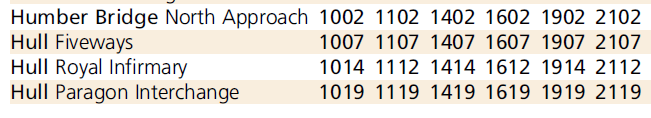 Humber Bridge North Approach 1002 1102 1402 1602 1902 2102
Hull Fiveways 1007 1107 1407 1607 1907 2107
Hull Royal Infirmary 1014 1112 1414 1612 1914 2112
Hull Paragon Interchange 1019 1119 1419 1619 1919 2119